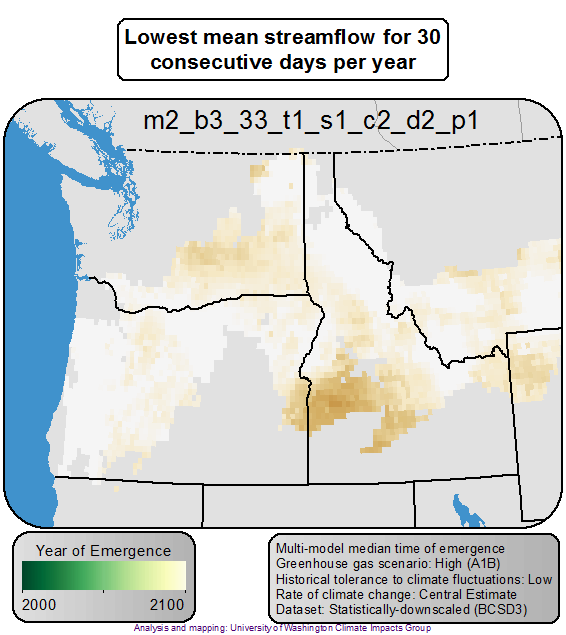 Lowest mean streamflow for 30
consecutive days per year
m2_b3_33_t1_s1_c2_d2_p1
Year of Emergence
2000 2100
Multi-model median time of emergence
Greenhouse gas scenario: High (A1B)
Historical tolerance to climate fluctuations: Low
Rate of climate change: Central Estimate
Dataset: Statistically-downscaled (BCSD3)
Analysis and mapping: University of Washington Climate Impacts Group